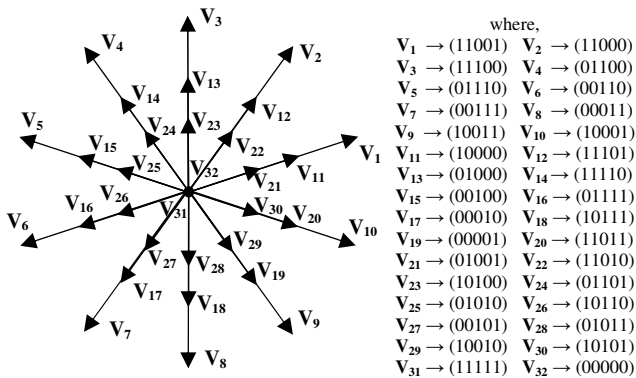 V3
V4
V2
V13
V14
V12
V5
V24
V23
V15
V22
V1
V25
V32
V11
V21
V6
V16
V26
V31
V30
V20
V10
V29
V27
V28
V19
V17
V18
V7
V9
V8
where,
V1 → (11001) V2 → (11000)
V3 → (11100) V4 → (01100)
V5 → (01110) V6 → (00110)
V7 → (00111) V8 → (00011)
V9 → (10011) V10 → (10001)
V11 → (10000) V12 → (11101)
V13 → (01000) V14 → (11110)
V15 → (00100) V16 → (01111)
V17 → (00010) V18 → (10111)
V19 → (00001) V20 → (11011)
V21 → (01001) V22 → (11010)
V23 → (10100) V24 → (01101)
V25 → (01010) V26 → (10110)
V27 → (00101) V28 → (01011)
V29 → (10010) V30 → (10101)
V31 → (11111) V32 → (00000)